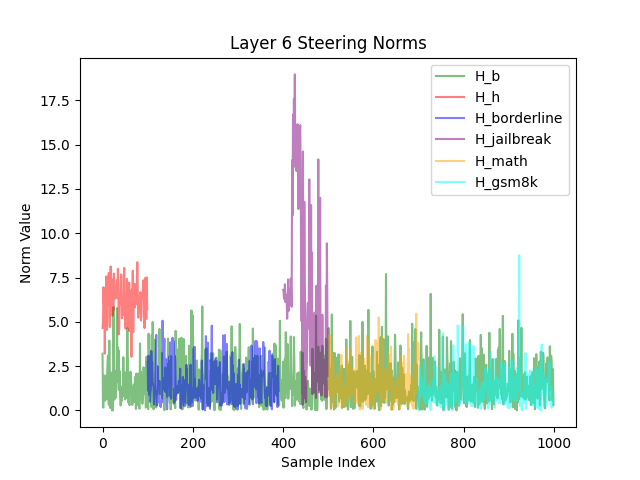 Layer 6 Steering Norms
H_b
H_h
H_borderline
H_jailbreak
H_math
H_gsm8k
Norm Value
17.5
15.0
12.5
10.0
7.5
5.0
2.5
0.0
0
200
400
600
800
1000
Sample Index